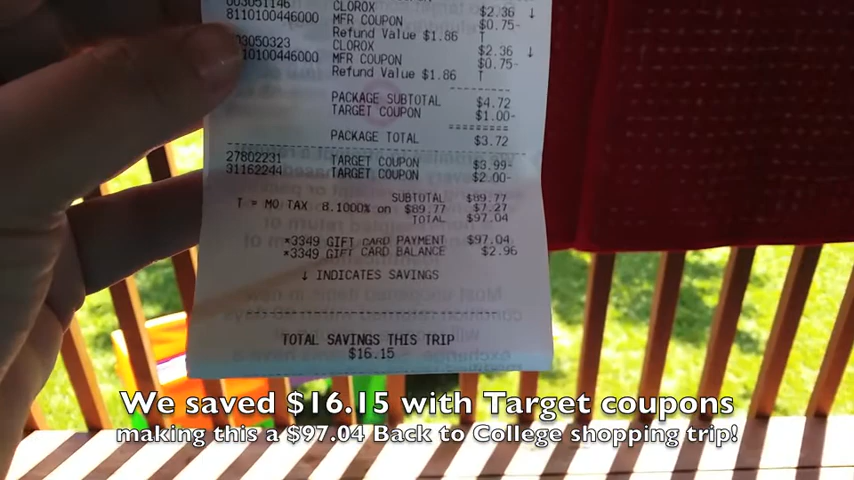 CLOROX $2.36 ↓
8110100446000 MFR COUPON $0.75-
Refund Value $1.86 T
CLOROX $2.36 ↓
MFR COUPON $0.75-
Refund Value $1.86 T
PACKAGE SUBTOTAL $4.72
TARGET COUPON $1.00-
PACKAGE TOTAL $3.72
27802231 TARGET COUPON $3.99-
31162244 TARGET COUPON $2.00-
SUBTOTAL $89.77
T = MO TAX 8.1000% on $89.77 $7.27
TOTAL $97.04
*3349 GIFT CARD PAYMENT $97.04
*3349 GIFT CARD BALANCE $2.96
↓ INDICATES SAVINGS
TOTAL SAVINGS THIS TRIP
$16.15
We saved $16.15 with Target coupons
making this a $97.04 Back to College shopping trip!